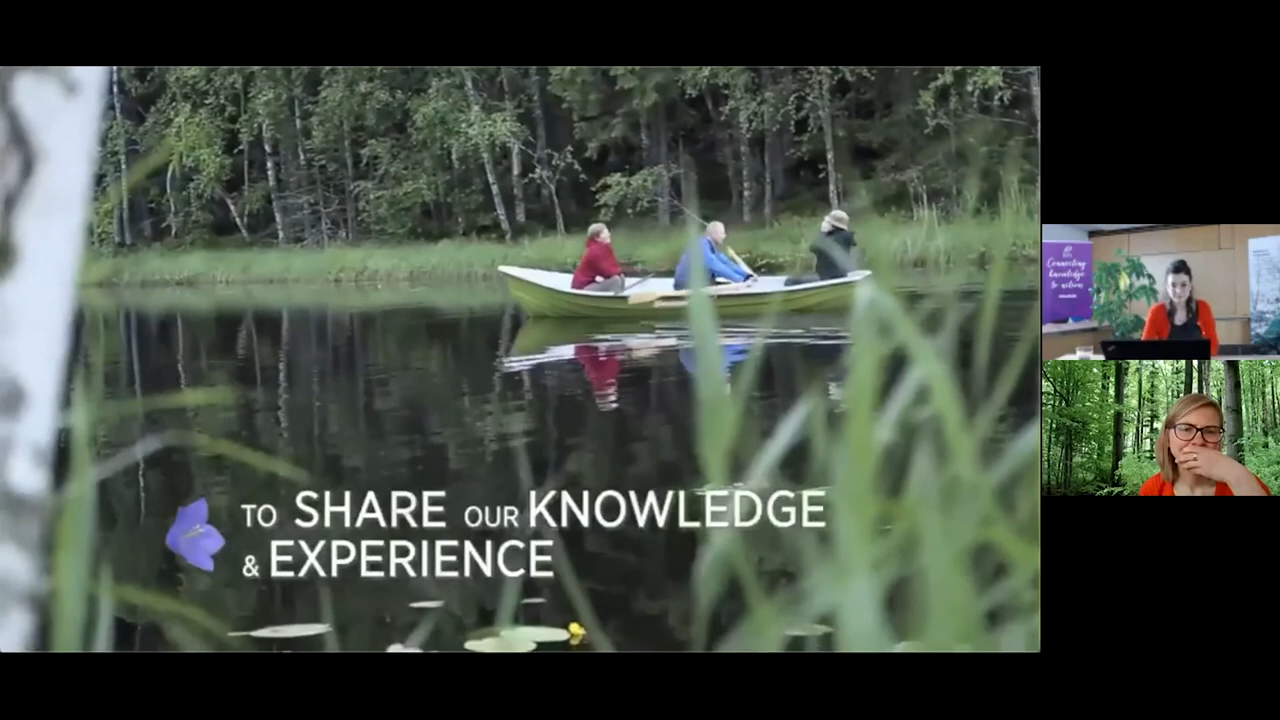 TO SHARE OUR KNOWLEDGE
& EXPERIENCE
Connecting
knowledge
to action